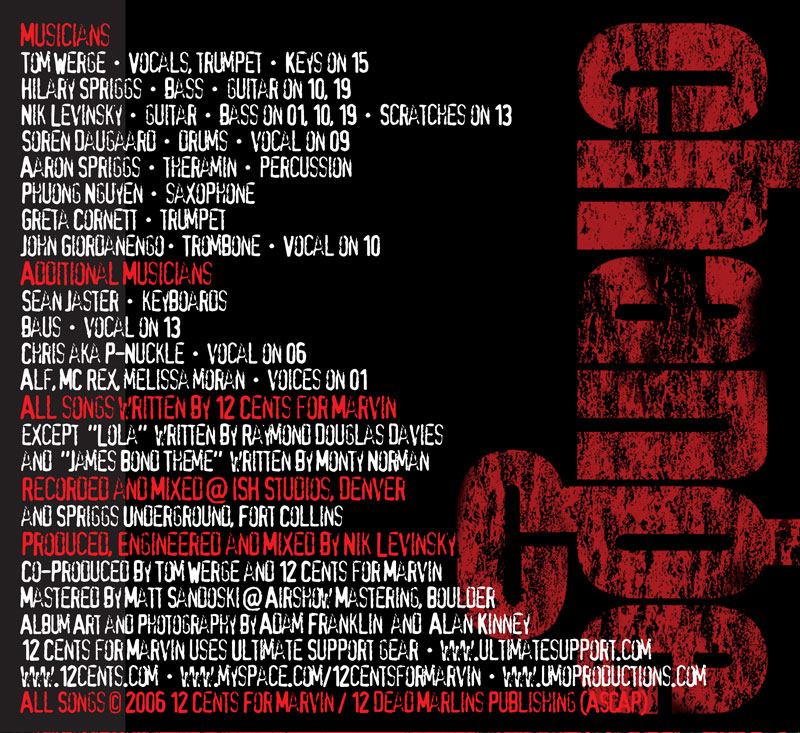 MUSICIANS
TOM WERGE • VOCALS, TRUMPET • KEYS ON 15
HILARY SPRIGGS • BASS • GUITAR ON 10, 19
NIK LEVINSKY • GUITAR • BASS ON 01, 10, 19 • SCRATCHES ON 13
SOREN DAUGAARD • DRUMS • VOCAL ON 09
AARON SPRIGGS • THERAMIN • PERCUSSION
PHUONG NGUYEN • SAXOPHONE
GRETA CORNETT • TRUMPET
JOHN GIORDANENGO • TROMBONE • VOCAL ON 10
ADDITIONAL MUSICIANS
SEAN JASTER • KEYBOARDS
BAUS • VOCAL ON 13
CHRIS AKA P-NUCKLE • VOCAL ON 06
ALF, MC REX, MELISSA MORAN • VOICES ON 01
ALL SONGS WRITTEN BY 12 CENTS FOR MARVIN
EXCEPT "LOLA" WRITTEN BY RAYMOND DOUGLAS DAVIES
AND "JAMES BOND THEME" WRITTEN BY MONTY NORMAN
RECORDED AND MIXED @ ISH STUDIOS, DENVER
AND SPRIGGS UNDERGROUND, FORT COLLINS
PRODUCED, ENGINEERED AND MIXED BY NIK LEVINSKY
CO-PRODUCED BY TOM WERGE AND 12 CENTS FOR MARVIN
MASTERED BY MATT SANDOSKI @ AIRSHOW MASTERING, BOULDER
ALBUM ART AND PHOTOGRAPHY BY ADAM FRANKLIN AND ALAN KINNEY
12 CENTS FOR MARVIN USES ULTIMATE SUPPORT GEAR • WWW.ULTIMATESUPPORT.COM
WWW.12CENTS.COM • WWW.MYSPACE.COM/12CENTSFORMARVIN • WWW.UMOPRODUCTIONS.COM
ALL SONGS © 2006 12 CENTS FOR MARVIN / 12 DEAD MARLINS PUBLISHING (ASCAP)